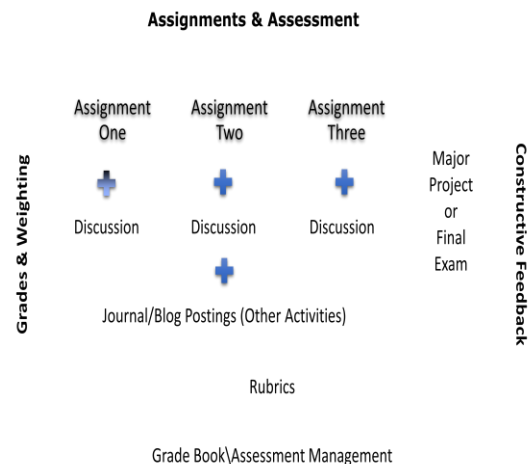 Assignments & Assessment
Assignment
One
Assignment
Two
Assignment
Three
Discussion
Discussion
Discussion
Major
Project
or
Final
Exam
Grades & Weighting
Constructive Feedback
Journal/Blog Postings (Other Activities)
Rubrics
Grade Book\Assessment Management